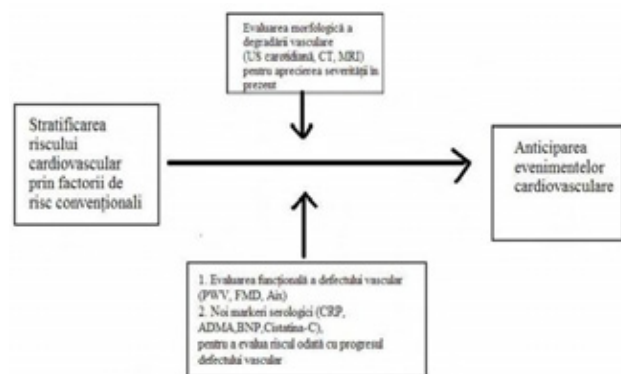 Evaluarea morfologică a
degradării vasculare
(US carotidiană, CT, MRI)
pentru aprecierea severității în
prezent
Stratificarea
riscului
cardiovascular
prin factorii de
risc convenționali
Anticiparea
evenimentelor
cardiovasculare
1. Evaluarea funcțională a defectului vascular
(PWV, FMD, Aix)
2. Noi markeri serologici (CRP,
ADMA,BNP,Cistatina-C),
pentru a evalua riscul odată cu progresul
defectului vascular